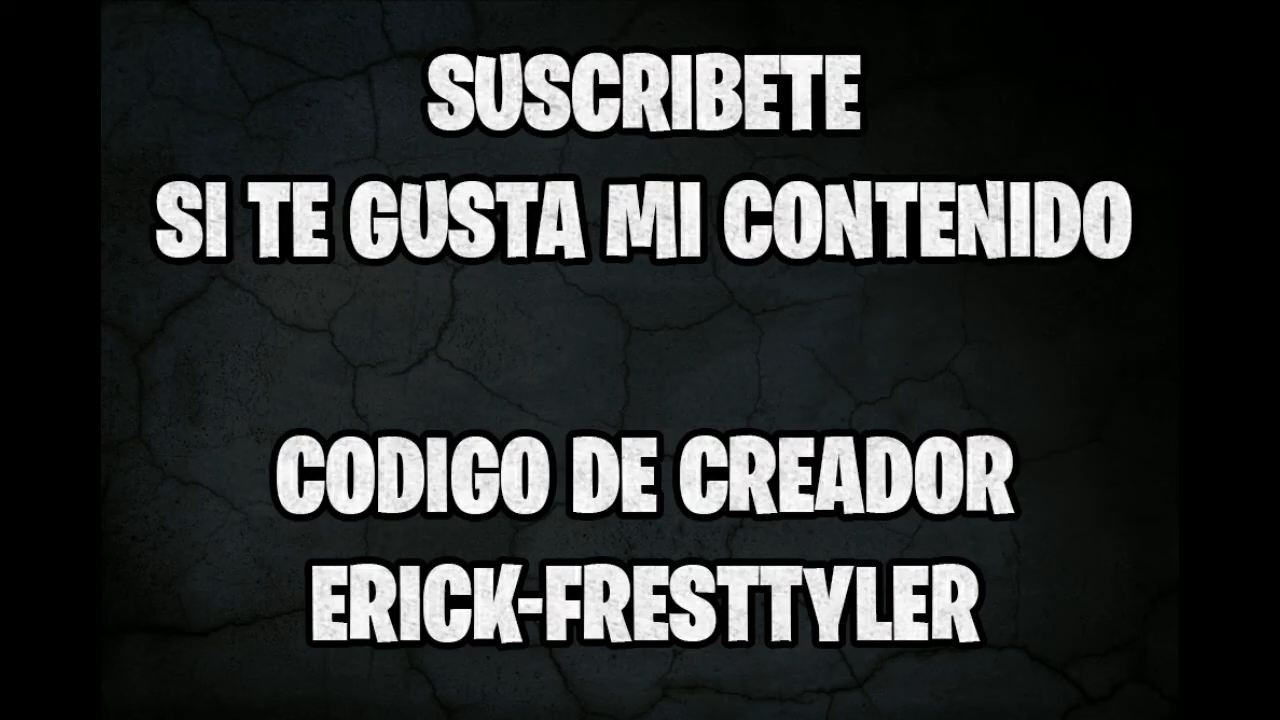 SUSCRIBETE
SI TE GUSTA MI CONTENIDO
CODIGO DE CREADOR
ERICK-FRESTTYLER